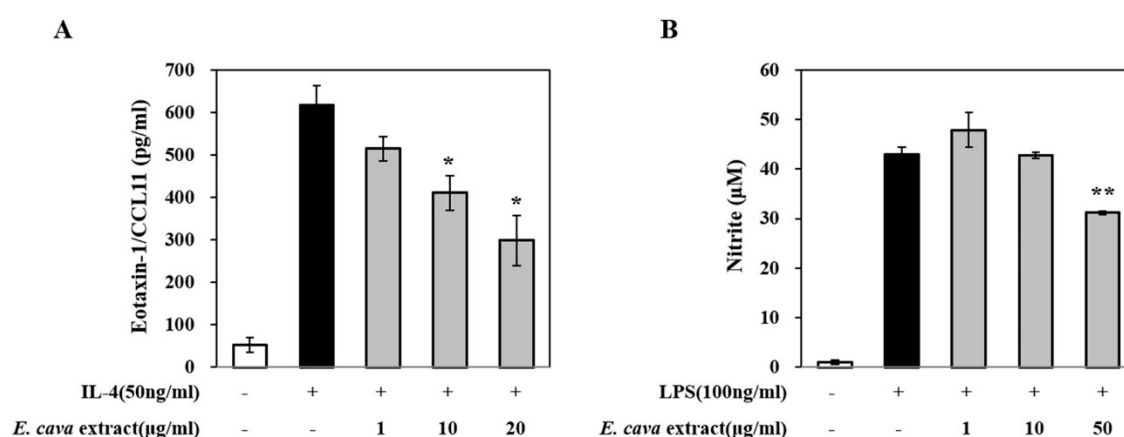 A
Eotaxin-1/CCL11 (pg/ml)
700
600
500
400
300
200
100
0
*
*
IL-4(50ng/ml) - + + + +
E. cava extract(μg/ml) - - 1 10 20
B
Nitrite (μM)
60
50
40
30
20
10
0
**
LPS(100ng/ml) - + + + +
E. cava extract(μg/ml) - - 1 10 50